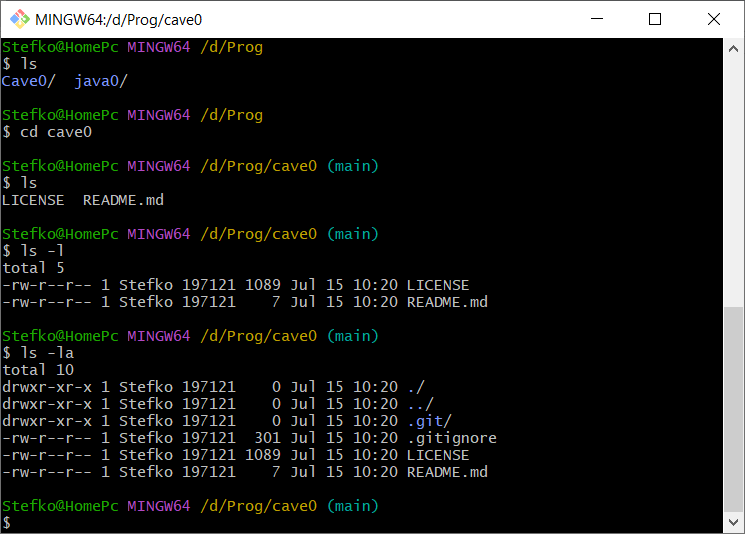 MINGW64:/d/Prog/cave0
Stefko@HomePc MINGW64 /d/Prog
$ ls
Cave0/  java0/

Stefko@HomePc MINGW64 /d/Prog
$ cd cave0

Stefko@HomePc MINGW64 /d/Prog/cave0 (main)
$ ls
LICENSE  README.md

Stefko@HomePc MINGW64 /d/Prog/cave0 (main)
$ ls -l
total 5
-rw-r--r-- 1 Stefko 197121 1089 Jul 15 10:20 LICENSE
-rw-r--r-- 1 Stefko 197121    7 Jul 15 10:20 README.md

Stefko@HomePc MINGW64 /d/Prog/cave0 (main)
$ ls -la
total 10
drwxr-xr-x 1 Stefko 197121    0 Jul 15 10:20 ./
drwxr-xr-x 1 Stefko 197121    0 Jul 15 10:20 ../
drwxr-xr-x 1 Stefko 197121    0 Jul 15 10:20 .git/
-rw-r--r-- 1 Stefko 197121  301 Jul 15 10:20 .gitignore
-rw-r--r-- 1 Stefko 197121 1089 Jul 15 10:20 LICENSE
-rw-r--r-- 1 Stefko 197121    7 Jul 15 10:20 README.md

Stefko@HomePc MINGW64 /d/Prog/cave0 (main)
$